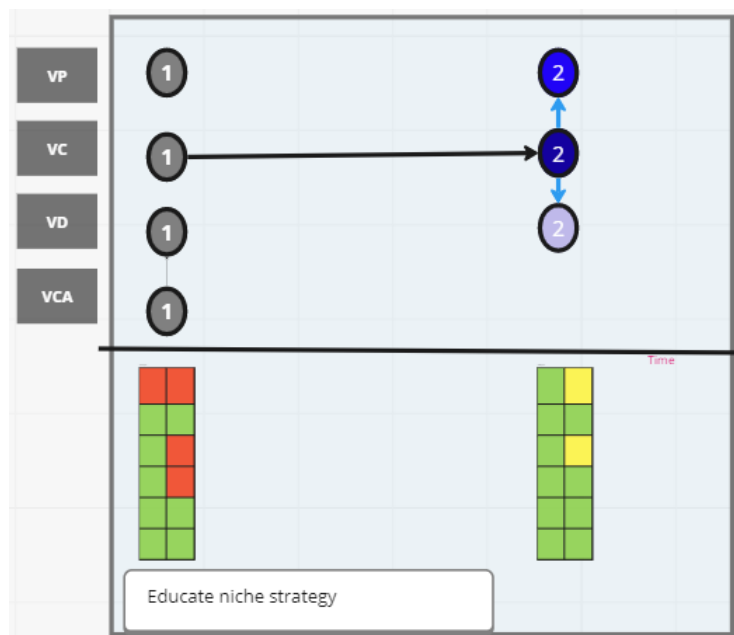 VP 1 2
VC 1 2
VD 1 2
VCA 1
Time
Educate niche strategy